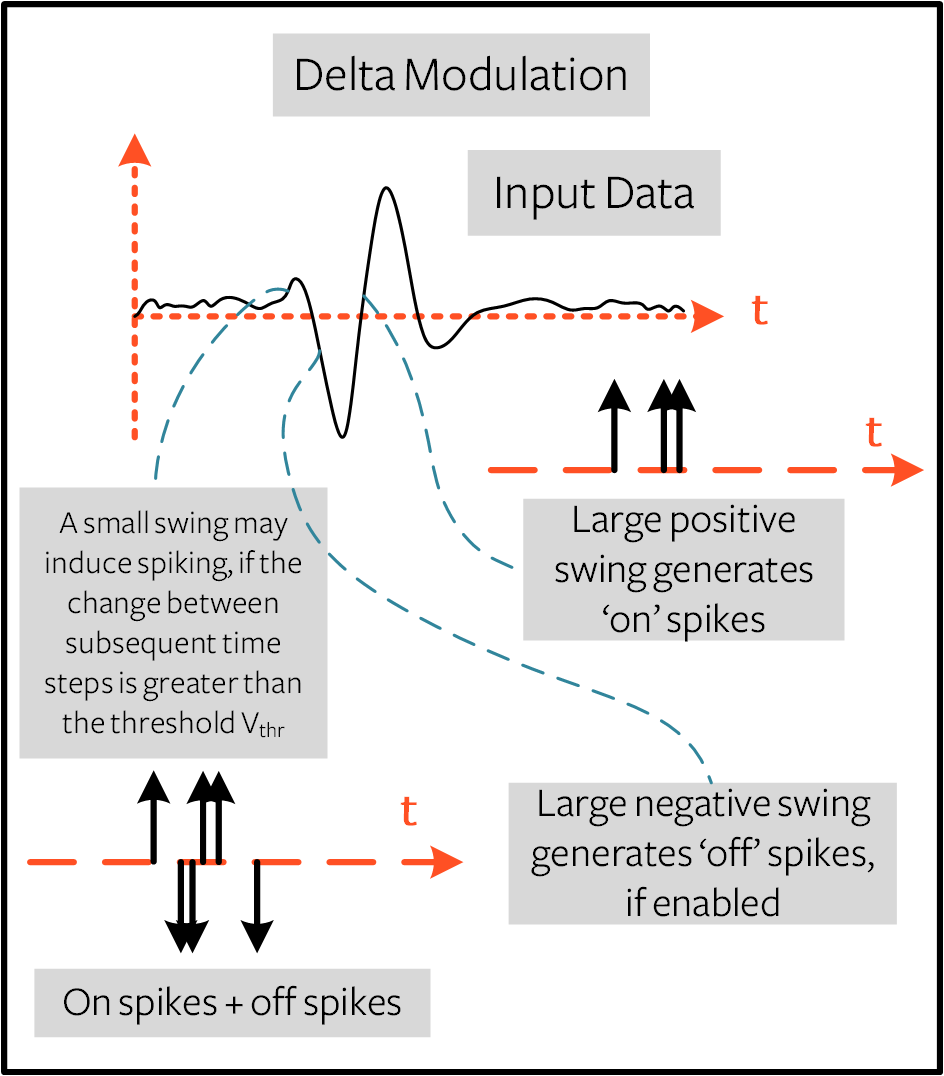 Delta Modulation
Input Data
t
t
A small swing may
induce spiking, if the
change between
subsequent time
steps is greater than
the threshold Vthr
Large positive
swing generates
‘on’ spikes
t
Large negative swing
generates ‘off’ spikes,
if enabled
On spikes + off spikes